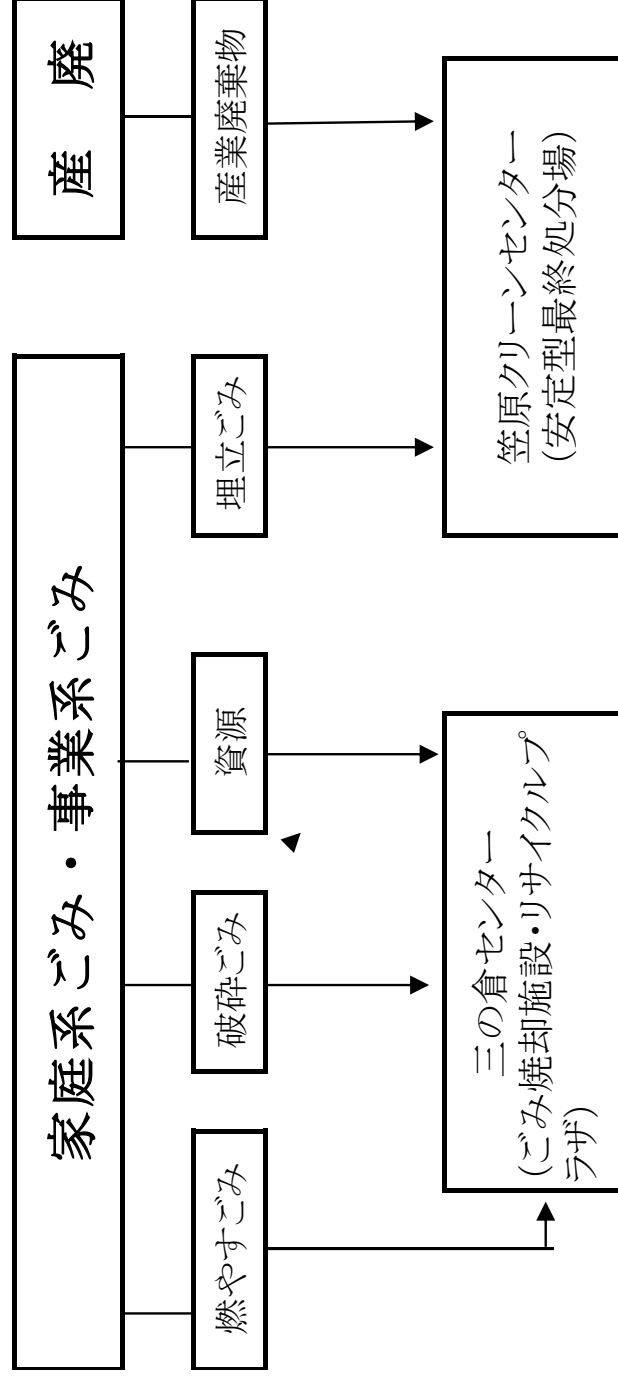 家庭系ごみ・事業系ごみ
産 廃
燃やすごみ
破砕ごみ
資源
埋立ごみ
産業廃棄物
三の倉センター
(ごみ焼却施設・リサイクルプ
ラザ)
笠原クリーンセンター
(安定型最終処分場)